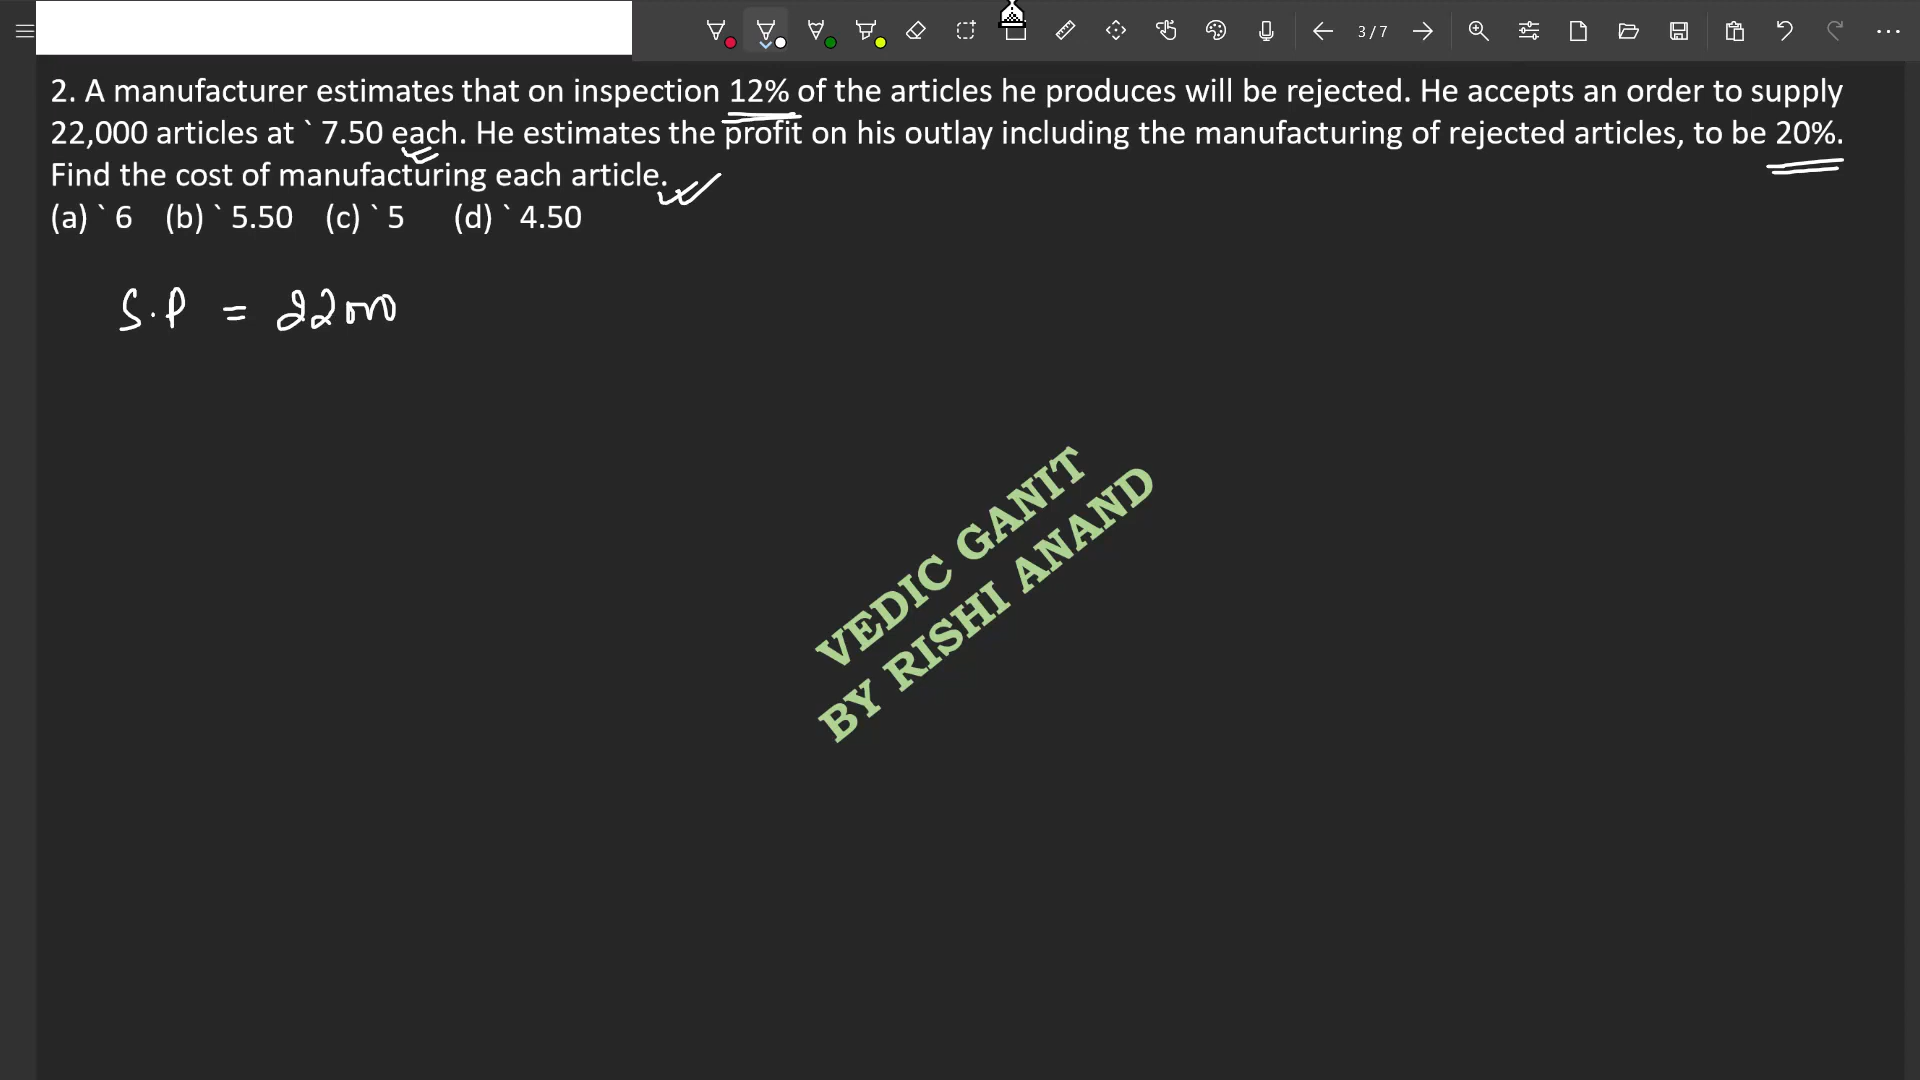 3 / 7
2. A manufacturer estimates that on inspection 12% of the articles he produces will be rejected. He accepts an order to supply
22,000 articles at ` 7.50 each. He estimates the profit on his outlay including the manufacturing of rejected articles, to be 20%.
Find the cost of manufacturing each article.
(a) ` 6 (b) ` 5.50 (c) ` 5 (d) ` 4.50
S.P = 22000
VEDIC GANIT
BY RISHI ANAND